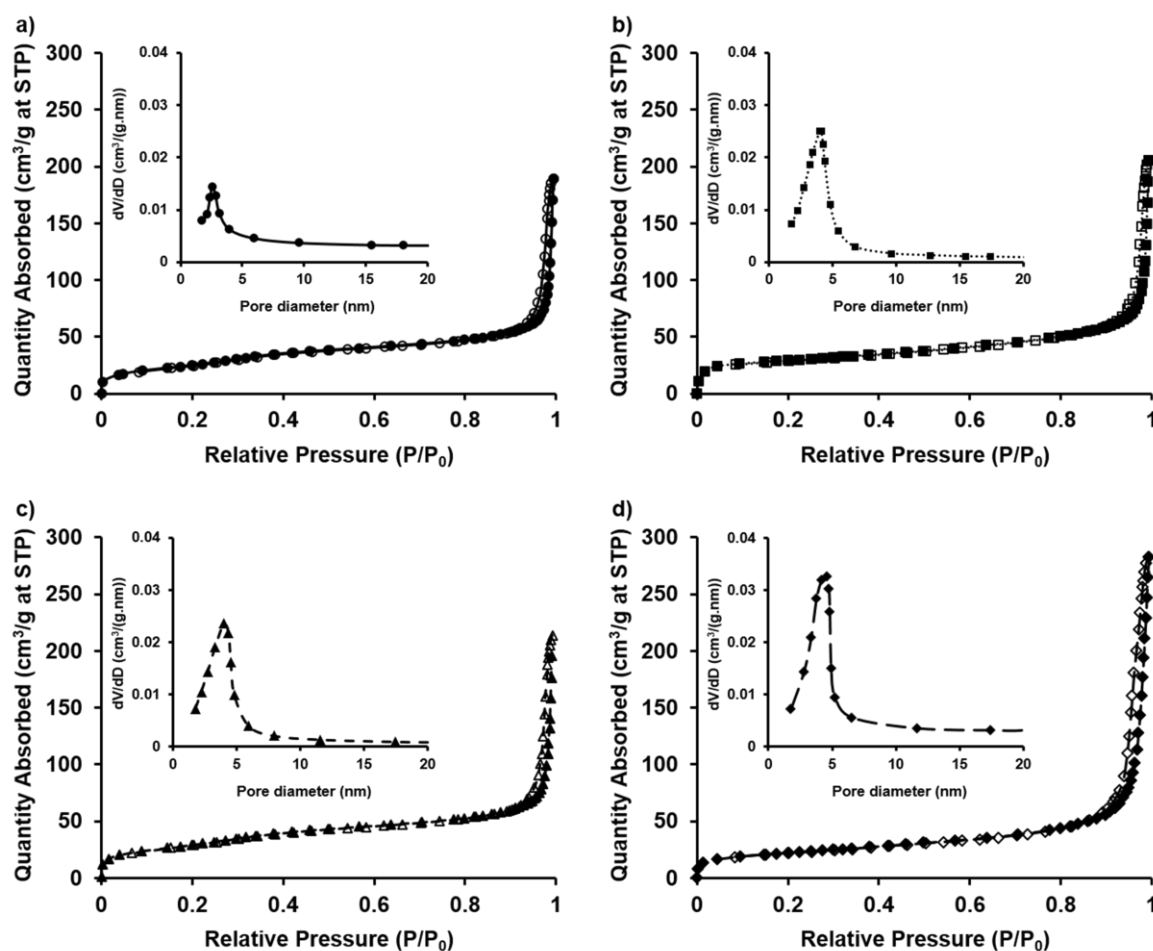 a)
Quantity Absorbed (cm³/g at STP)
300
250
200
150
100
50
0
0 0.2 0.4 0.6 0.8 1
Relative Pressure (P/P₀)
dV/dD (cm³/(g.nm))
0.04
0.03
0.02
0.01
0
0 5 10 15 20
Pore diameter (nm)
b)
Quantity Absorbed (cm³/g at STP)
300
250
200
150
100
50
0
0 0.2 0.4 0.6 0.8 1
Relative Pressure (P/P₀)
dV/dD (cm³/(g.nm))
0.04
0.03
0.02
0.01
0
0 5 10 15 20
Pore diameter (nm)
c)
Quantity Absorbed (cm³/g at STP)
300
250
200
150
100
50
0
0 0.2 0.4 0.6 0.8 1
Relative Pressure (P/P₀)
dV/dD (cm³/(g.nm))
0.04
0.03
0.02
0.01
0
0 5 10 15 20
Pore diameter (nm)
d)
Quantity Absorbed (cm³/g at STP)
300
250
200
150
100
50
0
0 0.2 0.4 0.6 0.8 1
Relative Pressure (P/P₀)
dV/dD (cm³/(g.nm))
0.04
0.03
0.02
0.01
0
0 5 10 15 20
Pore diameter (nm)